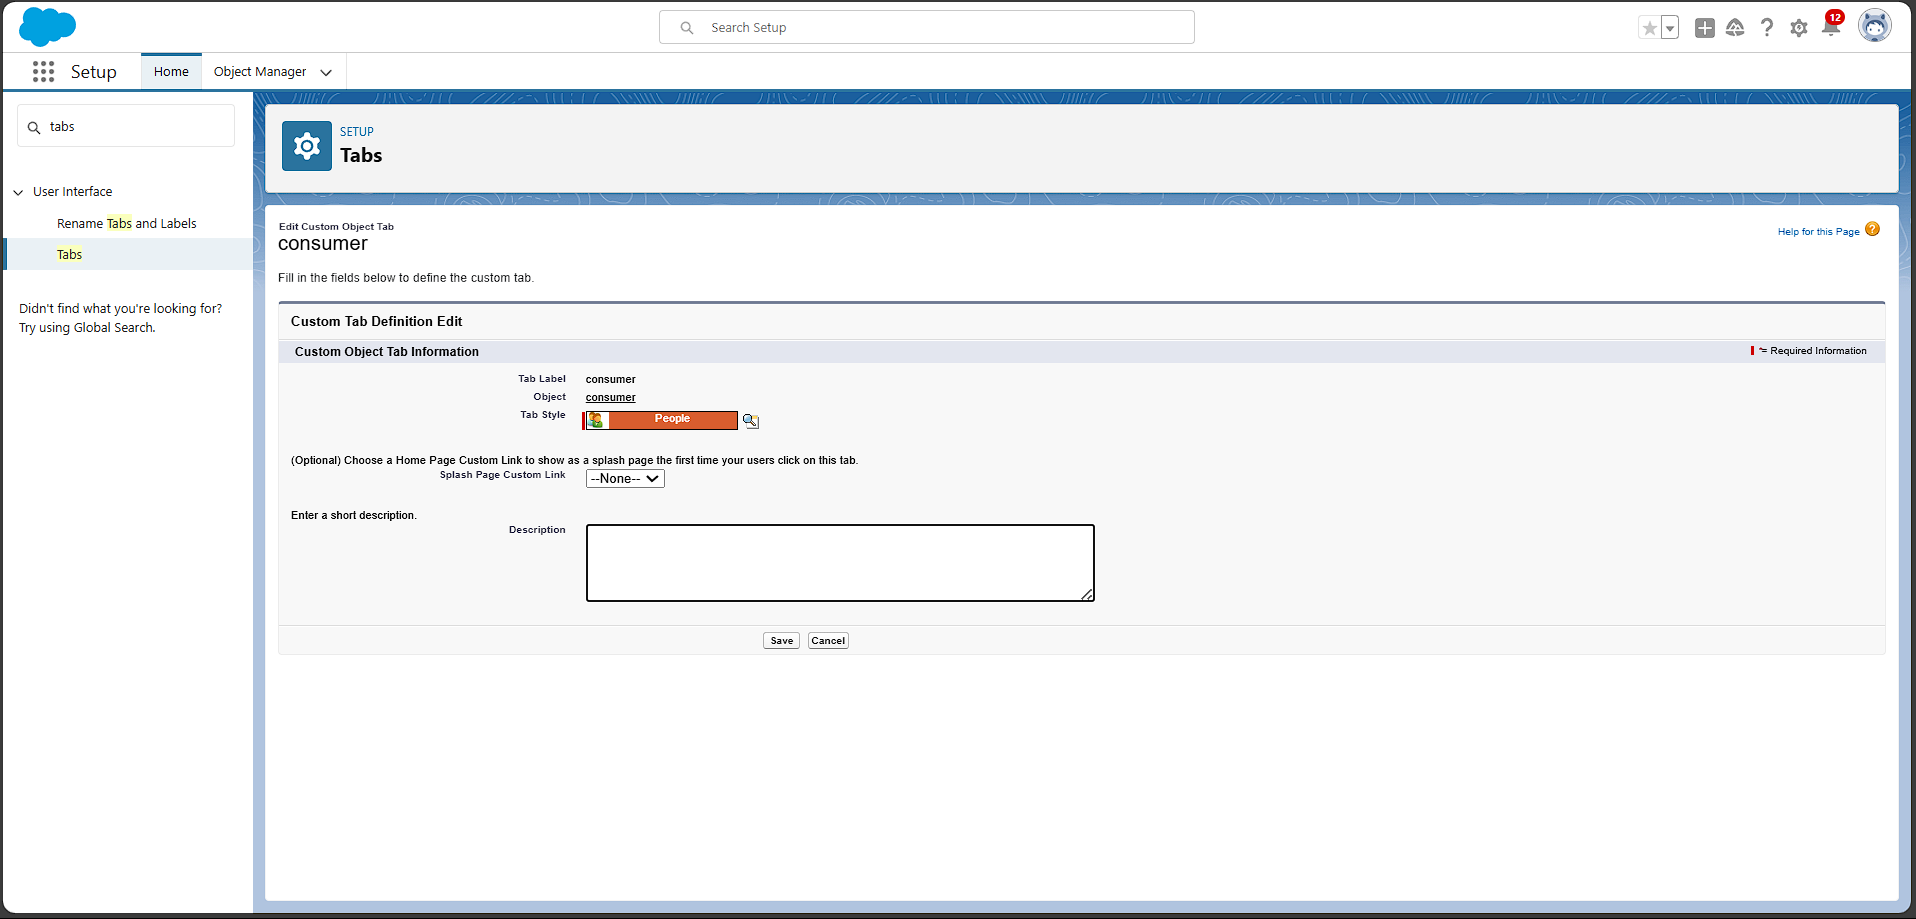 Search Setup
12
Setup
Home
Object Manager
tabs
User Interface
Rename Tabs and Labels
Tabs
Didn't find what you're looking for?
Try using Global Search.
SETUP
Tabs
Edit Custom Object Tab
consumer
Help for this Page ?
Fill in the fields below to define the custom tab.
Custom Tab Definition Edit
Custom Object Tab Information
= Required Information
Tab Label consumer
Object consumer
Tab Style People
(Optional) Choose a Home Page Custom Link to show as a splash page the first time your users click on this tab.
Splash Page Custom Link --None--
Enter a short description.
Description
Save Cancel